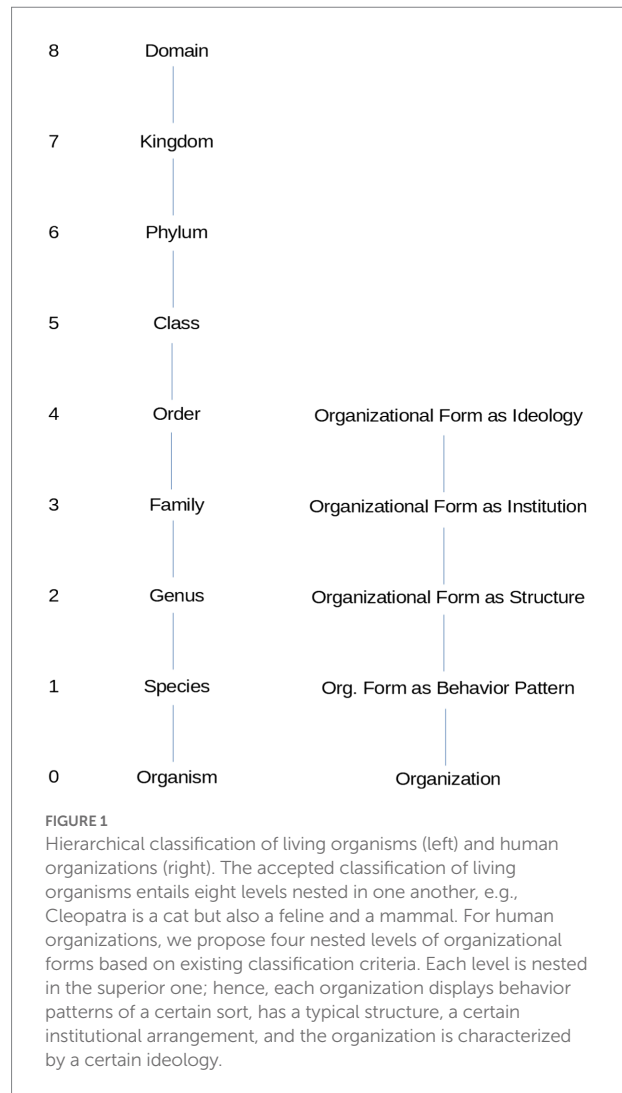 8 Domain
7 Kingdom
6 Phylum
5 Class
4 Order Organizational Form as Ideology
3 Family Organizational Form as Institution
2 Genus Organizational Form as Structure
1 Species Org. Form as Behavior Pattern
0 Organism Organization
FIGURE 1
Hierarchical classification of living organisms (left) and human
organizations (right). The accepted classification of living
organisms entails eight levels nested in one another, e.g.,
Cleopatra is a cat but also a feline and a mammal. For human
organizations, we propose four nested levels of organizational
forms based on existing classification criteria. Each level is nested
in the superior one; hence, each organization displays behavior
patterns of a certain sort, has a typical structure, a certain
institutional arrangement, and the organization is characterized
by a certain ideology.